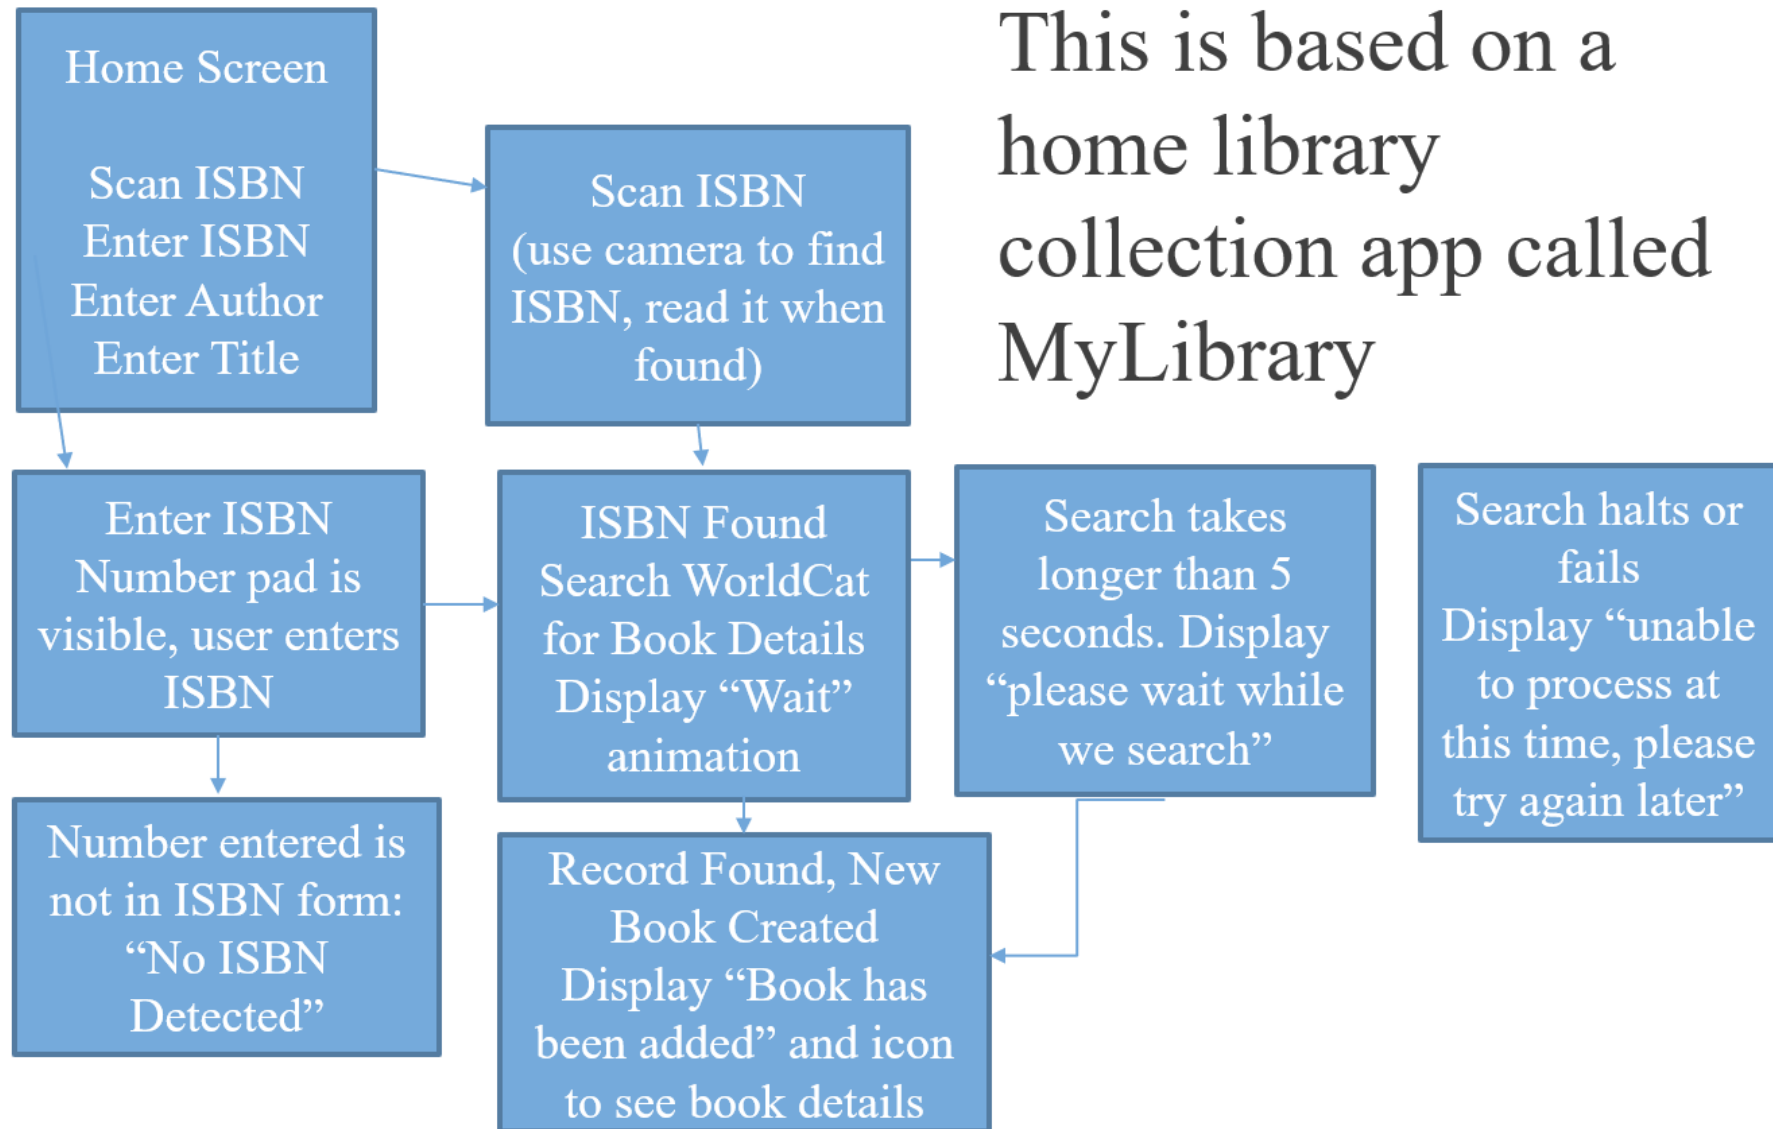 Home Screen
Scan ISBN
Enter ISBN
Enter Author
Enter Title
Scan ISBN
(use camera to find
ISBN, read it when
found)
This is based on a
home library
collection app called
MyLibrary
Enter ISBN
Number pad is
visible, user enters
ISBN
ISBN Found
Search WorldCat
for Book Details
Display “Wait”
animation
Search takes
longer than 5
seconds. Display
“please wait while
we search”
Search halts or
fails
Display “unable
to process at
this time, please
try again later”
Number entered is
not in ISBN form:
“No ISBN
Detected”
Record Found, New
Book Created
Display “Book has
been added” and icon
to see book details